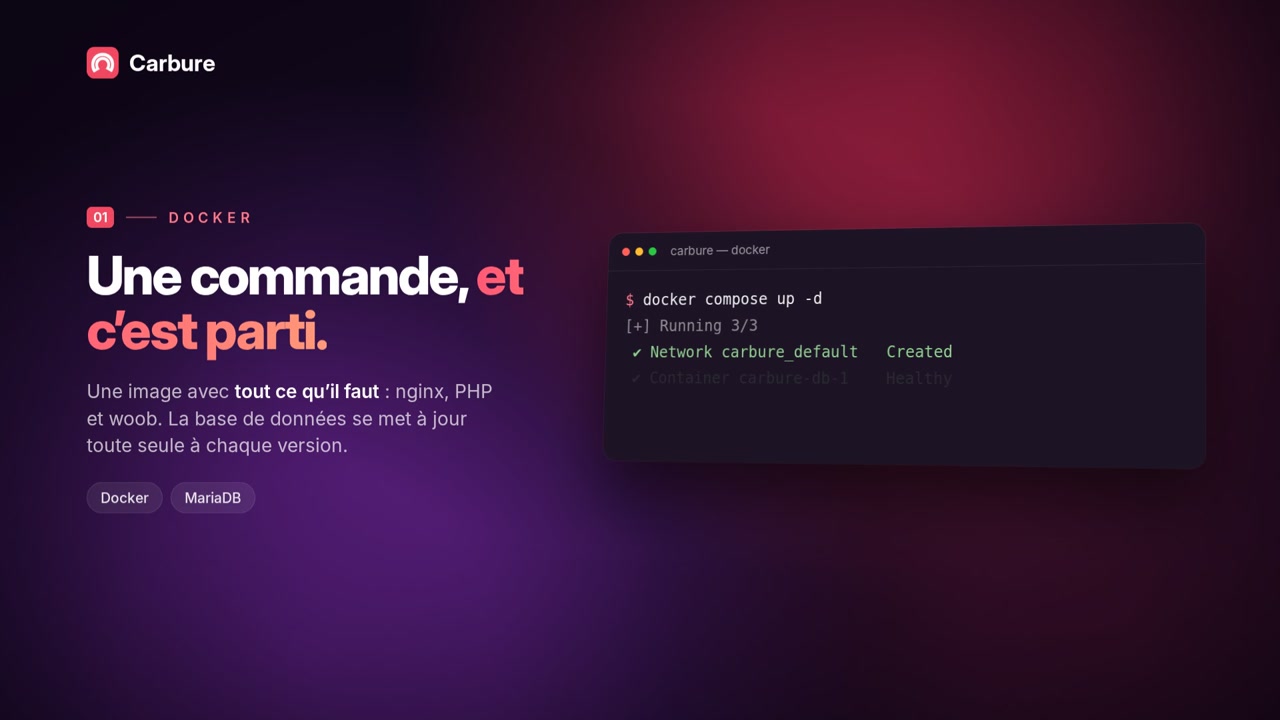 Carbure
01 — DOCKER
Une commande, et
c’est parti.
Une image avec tout ce qu’il faut : nginx, PHP
et woob. La base de données se met à jour
toute seule à chaque version.
Docker MariaDB
carbure — docker
$ docker compose up -d
[+] Running 3/3
✔ Network carbure_default Created
✔ Container carbure-db-1 Healthy